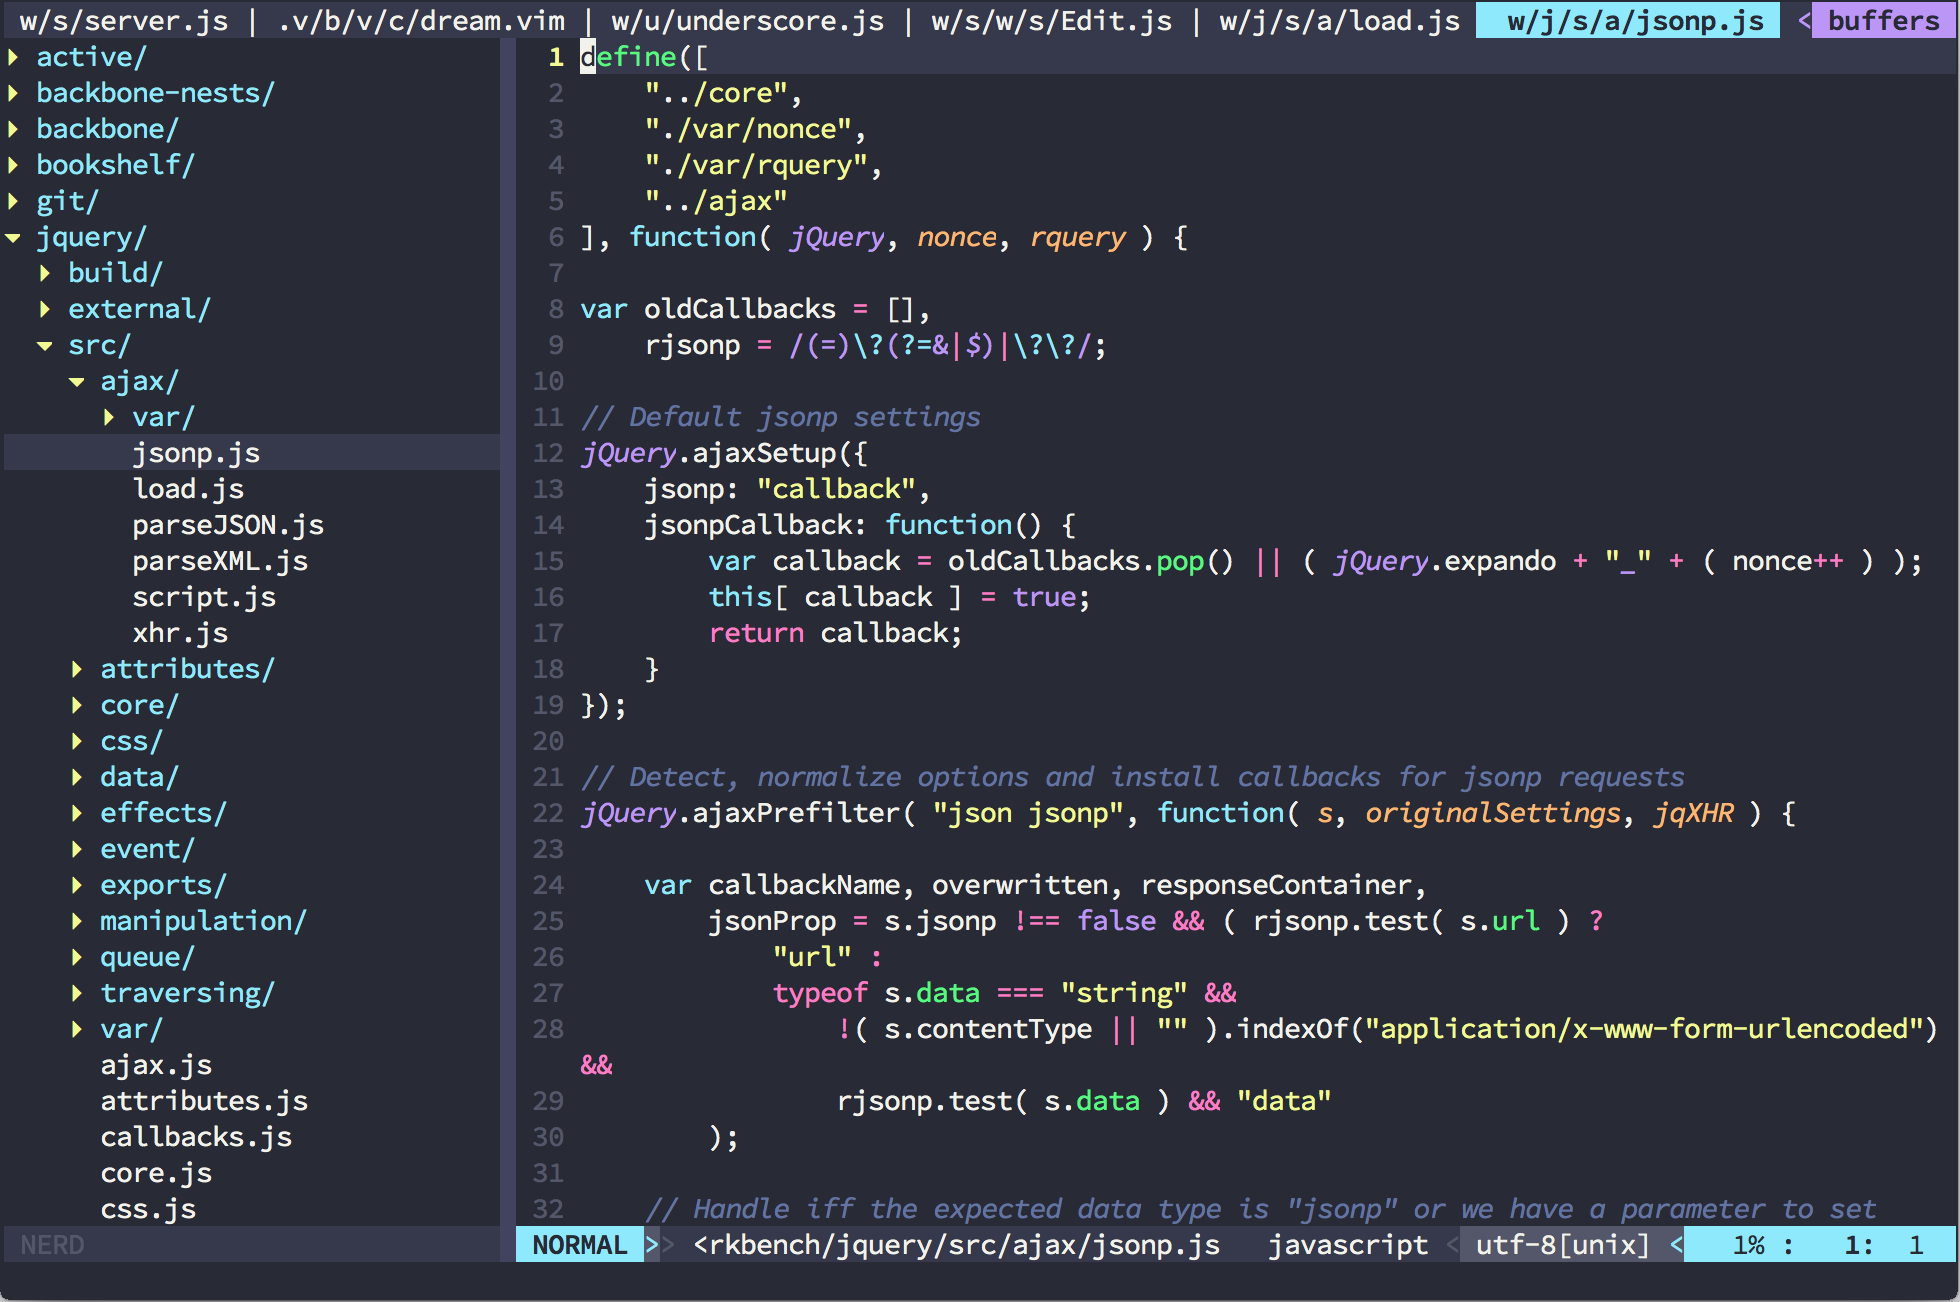 w/s/server.js | .v/b/v/c/dream.vim | w/u/underscore.js | w/s/w/s/Edit.js | w/j/s/a/load.js w/j/s/a/jsonp.js < buffers
active/
backbone-nests/
backbone/
bookshelf/
git/
jquery/
build/
external/
src/
ajax/
var/
jsonp.js
load.js
parseJSON.js
parseXML.js
script.js
xhr.js
attributes/
core/
css/
data/
effects/
event/
exports/
manipulation/
queue/
traversing/
var/
ajax.js
attributes.js
callbacks.js
core.js
css.js
NERD
1 define([
2     "../core",
3     "./var/nonce",
4     "./var/rquery",
5     "../ajax"
6 ], function( jQuery, nonce, rquery ) {
7
8 var oldCallbacks = [],
9     rjsonp = /(=)\?(?=&|$)|\?\?/;
10
11 // Default jsonp settings
12 jQuery.ajaxSetup({
13     jsonp: "callback",
14     jsonpCallback: function() {
15         var callback = oldCallbacks.pop() || ( jQuery.expando + "_" + ( nonce++ ) );
16         this[ callback ] = true;
17         return callback;
18     }
19 });
20
21 // Detect, normalize options and install callbacks for jsonp requests
22 jQuery.ajaxPrefilter( "json jsonp", function( s, originalSettings, jqXHR ) {
23
24     var callbackName, overwritten, responseContainer,
25         jsonProp = s.jsonp !== false && ( rjsonp.test( s.url ) ?
26             "url" :
27             typeof s.data === "string" &&
28                 !( s.contentType || "" ).indexOf("application/x-www-form-urlencoded")
&&
29                 rjsonp.test( s.data ) && "data"
30         );
31
32     // Handle iff the expected data type is "jsonp" or we have a parameter to set
NORMAL >> <rkbench/jquery/src/ajax/jsonp.js javascript < utf-8[unix] < 1% : 1: 1